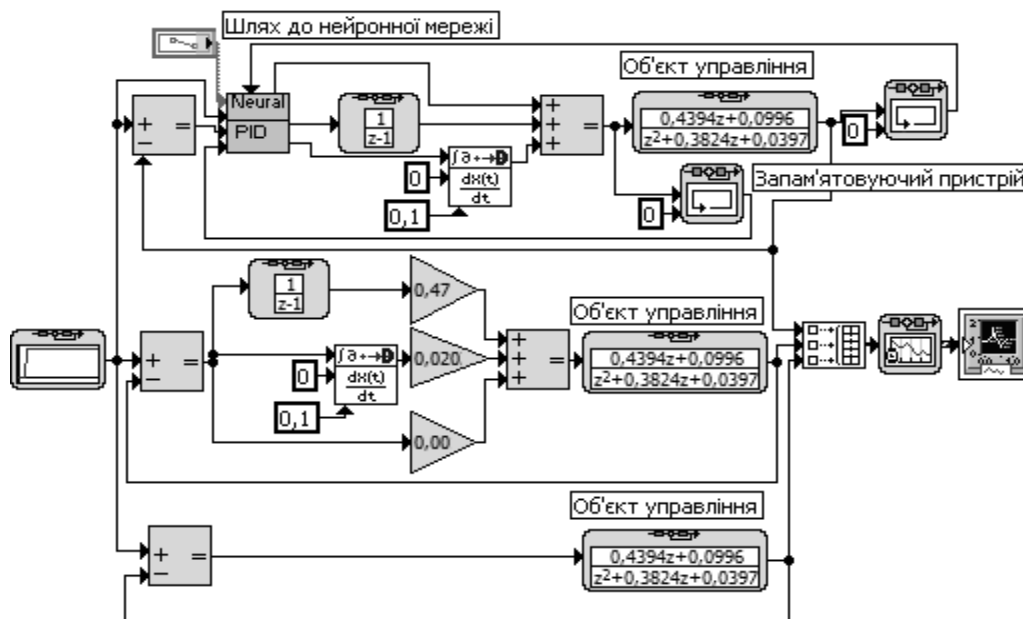 Шлях до нейронної мережі
Об'єкт управління
Neural
PID
+
−
=
1
z-1
0
∫∂+→D
dX(t)
dt
0,1
+
+
+
=
0,4394z+0,0996
z²+0,3824z+0,0397
0
0
Запам'ятовуючий пристрій
+
−
=
1
z-1
0
∫∂+→D
dX(t)
dt
0,1
0,47
0,020
0,00
+
+
+
=
Об'єкт управління
0,4394z+0,0996
z²+0,3824z+0,0397
2
0
Об'єкт управління
+
−
=
0,4394z+0,0996
z²+0,3824z+0,0397